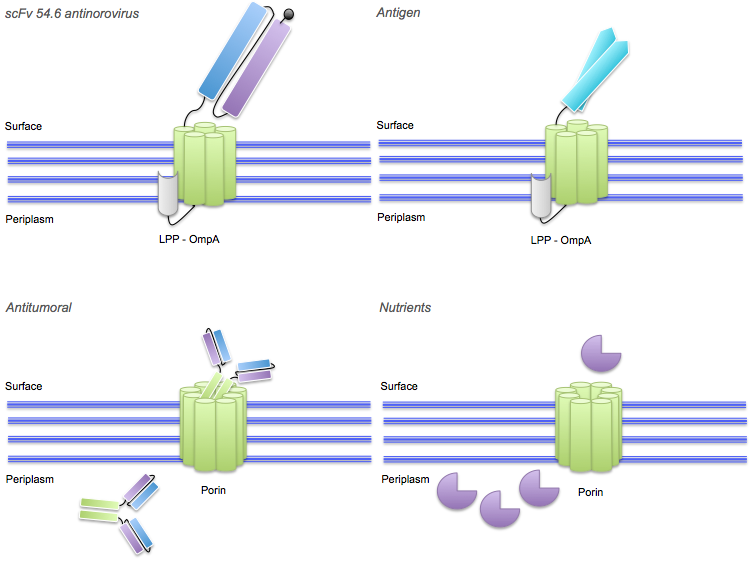 scFv 54.6 antinorovirus
Antigen
Surface
Surface
Periplasm
Periplasm
LPP - OmpA
LPP - OmpA
Antitumoral
Nutrients
Surface
Surface
Periplasm
Periplasm
Porin
Porin